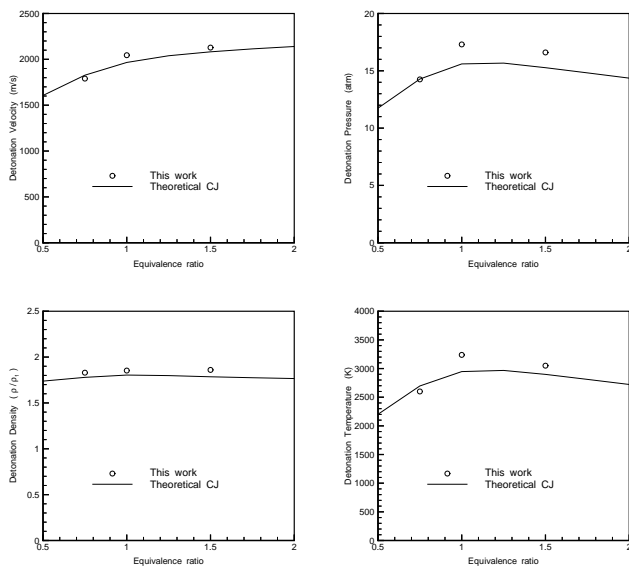 Detonation Velocity (m/s)
2500
2000
1500
1000
500
0
0.5
1
1.5
2
Equivalence ratio
This work
Theoretical CJ
Detonation Pressure (atm)
20
15
10
5
0
0.5
1
1.5
2
Equivalence ratio
This work
Theoretical CJ
Detonation Density (ρ/ρ₁)
2.5
2
1.5
1
0.5
0
0.5
1
1.5
2
Equivalence ratio
This work
Theoretical CJ
Detonation Temperature (K)
4000
3500
3000
2500
2000
1500
1000
500
0
0.5
1
1.5
2
Equivalence ratio
This work
Theoretical CJ